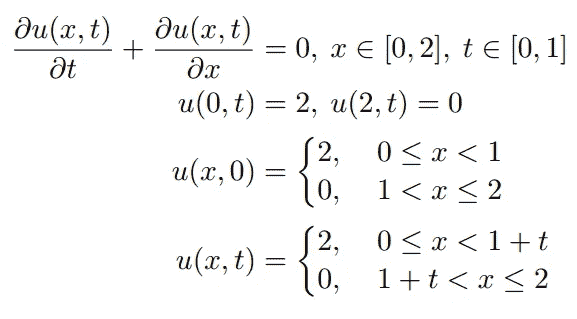 ∂u(x, t)/∂t + ∂u(x, t)/∂x = 0, x ∈ [0, 2], t ∈ [0, 1]
u(0, t) = 2, u(2, t) = 0
u(x, 0) = { 2, 0 ≤ x < 1
0, 1 < x ≤ 2
u(x, t) = { 2, 0 ≤ x < 1 + t
0, 1 + t < x ≤ 2